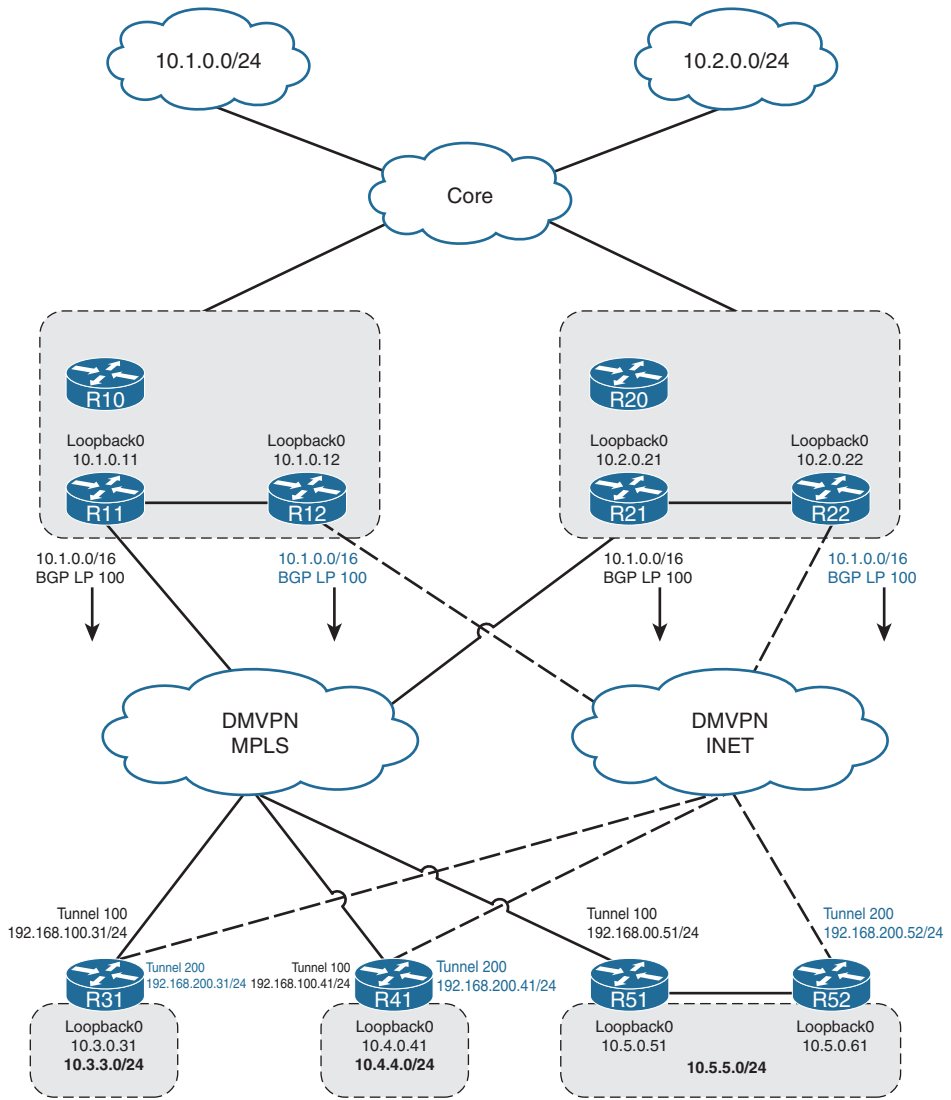 10.1.0.0/24
10.2.0.0/24
Core
R10
R20
Loopback0
10.1.0.11
Loopback0
10.1.0.12
Loopback0
10.2.0.21
Loopback0
10.2.0.22
R11
R12
R21
R22
10.1.0.0/16
BGP LP 100
10.1.0.0/16
BGP LP 100
10.1.0.0/16
BGP LP 100
10.1.0.0/16
BGP LP 100
DMVPN
MPLS
DMVPN
INET
Tunnel 100
192.168.100.31/24
Tunnel 200
192.168.200.31/24
Tunnel 100
192.168.100.41/24
Tunnel 200
192.168.200.41/24
Tunnel 100
192.168.00.51/24
Tunnel 200
192.168.200.52/24
R31
R41
R51
R52
Loopback0
10.3.0.31
10.3.3.0/24
Loopback0
10.4.0.41
10.4.4.0/24
Loopback0
10.5.0.51
Loopback0
10.5.0.61
10.5.5.0/24